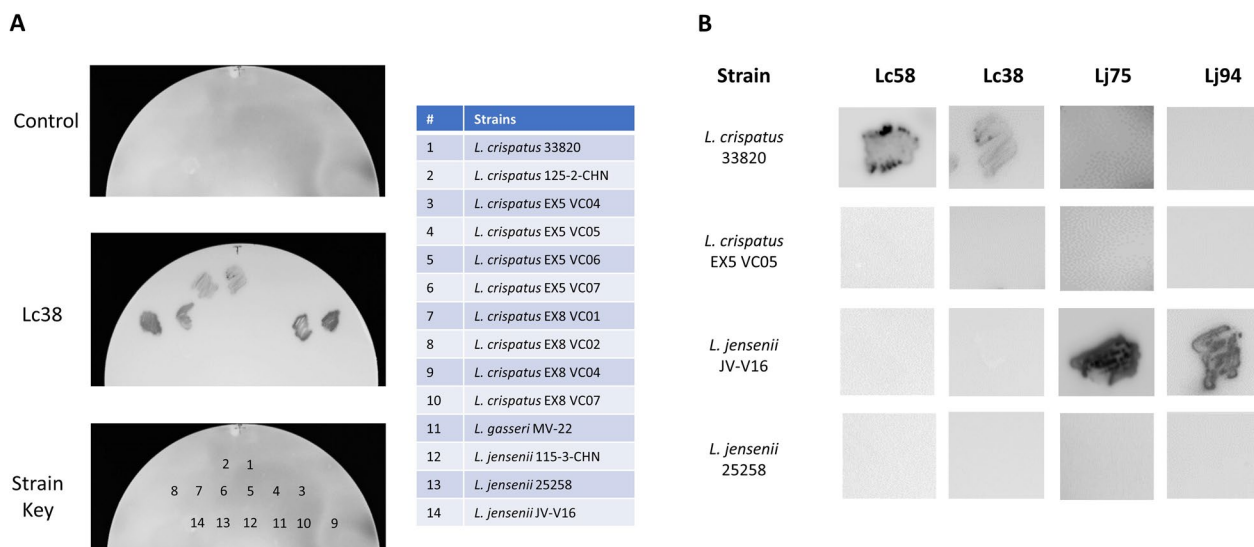 A
Control
Lc38
Strain
Key
2 1
8 7 6 5 4 3
14 13 12 11 10 9
# Strains
1 L. crispatus 33820
2 L. crispatus 125-2-CHN
3 L. crispatus EX5 VC04
4 L. crispatus EX5 VC05
5 L. crispatus EX5 VC06
6 L. crispatus EX5 VC07
7 L. crispatus EX8 VC01
8 L. crispatus EX8 VC02
9 L. crispatus EX8 VC04
10 L. crispatus EX8 VC07
11 L. gasseri MV-22
12 L. jensenii 115-3-CHN
13 L. jensenii 25258
14 L. jensenii JV-V16
B
Strain Lc58 Lc38 Lj75 Lj94
L. crispatus
33820
L. crispatus
EX5 VC05
L. jensenii
JV-V16
L. jensenii
25258